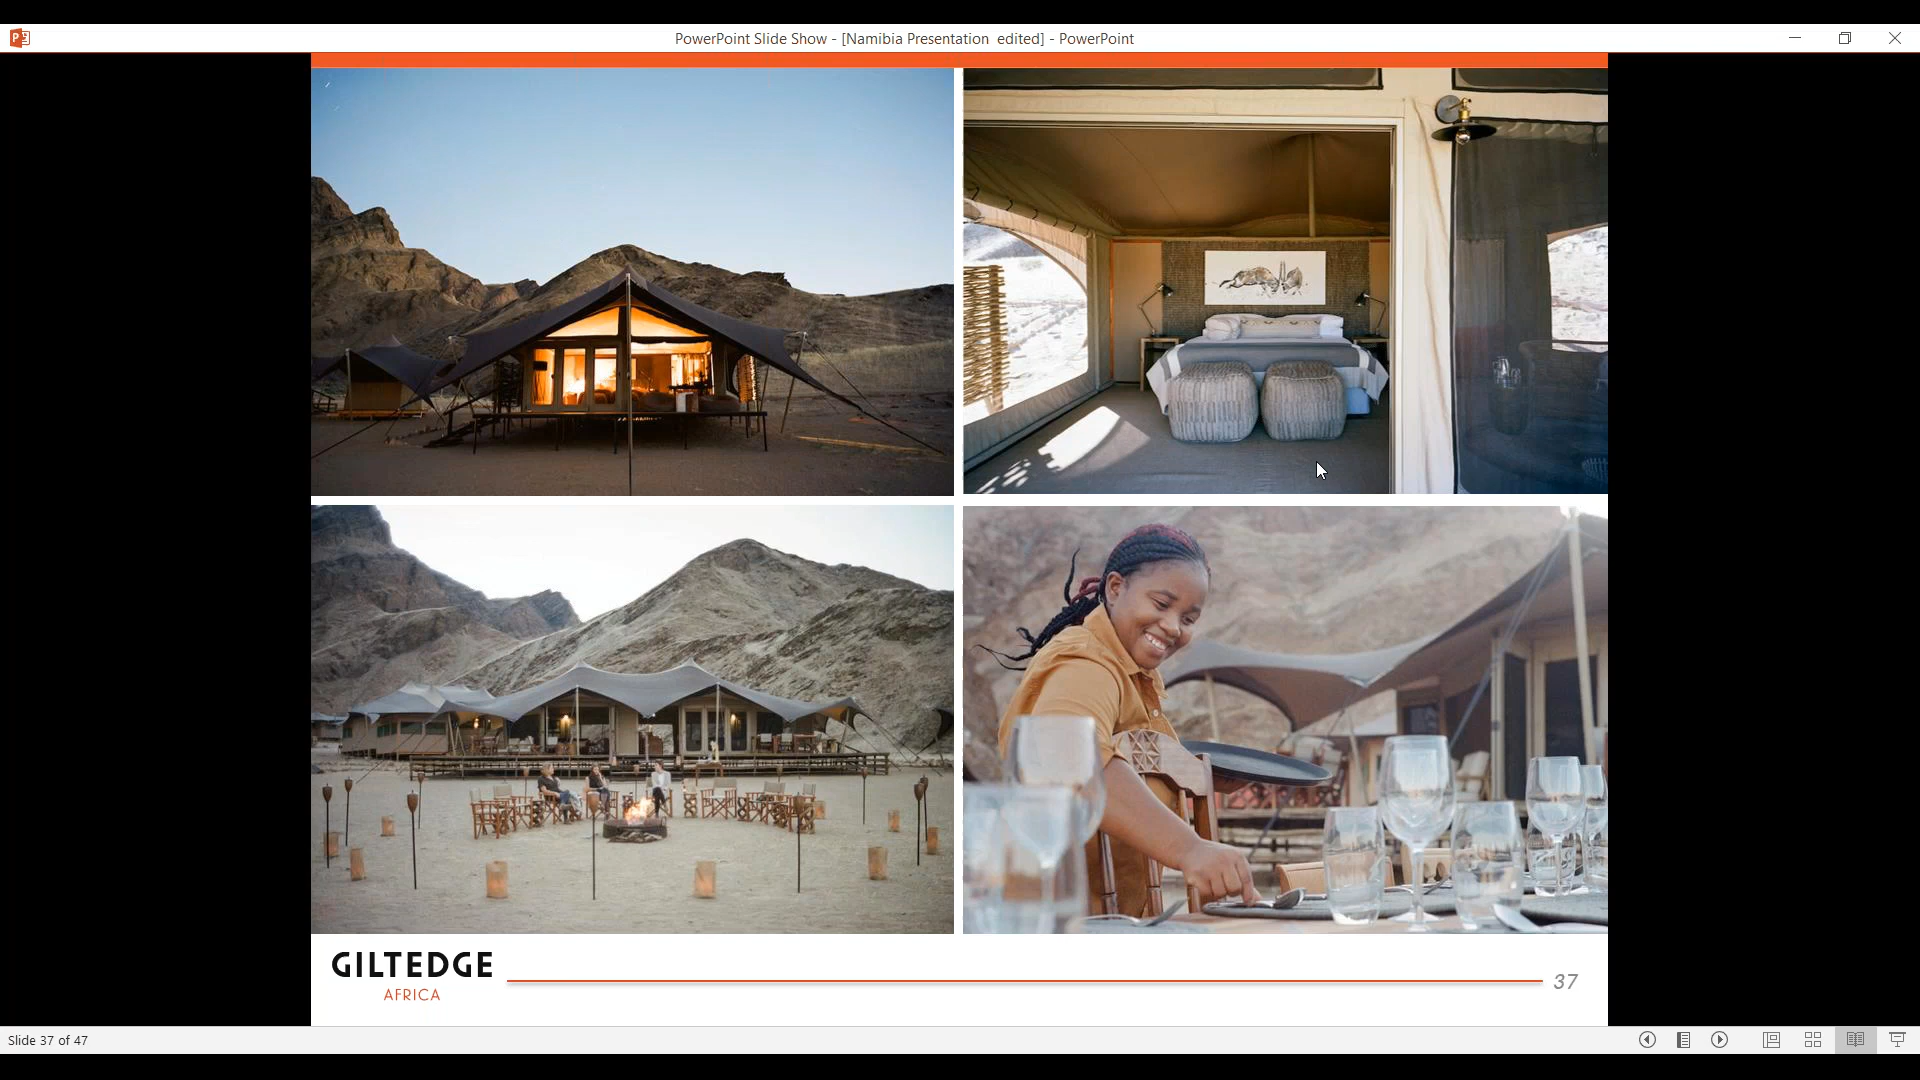 PowerPoint Slide Show - [Namibia Presentation  edited] - PowerPoint
GILTEDGE
AFRICA
37
Slide 37 of 47